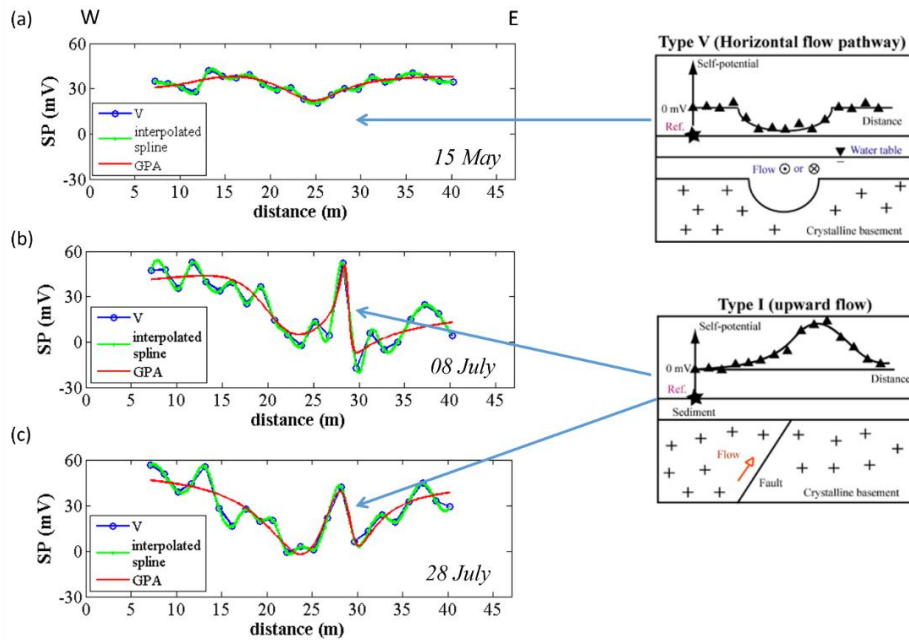 (a)
W
E
60
30
0
-30
SP (mV)
V
interpolated
spline
GPA
15 May
0 5 10 15 20 25 30 35 40 45
distance (m)
(b)
60
30
0
-30
SP (mV)
V
interpolated
spline
GPA
08 July
0 5 10 15 20 25 30 35 40 45
distance (m)
(c)
60
30
0
-30
SP (mV)
V
interpolated
spline
GPA
28 July
0 5 10 15 20 25 30 35 40 45
distance (m)
Type V (Horizontal flow pathway)
Self-potential
0 mV
Distance
Ref.
Water table
Flow or
Crystalline basement
Type I (upward flow)
Self-potential
0 mV
Distance
Ref.
Sediment
Flow
Fault
Crystalline basement